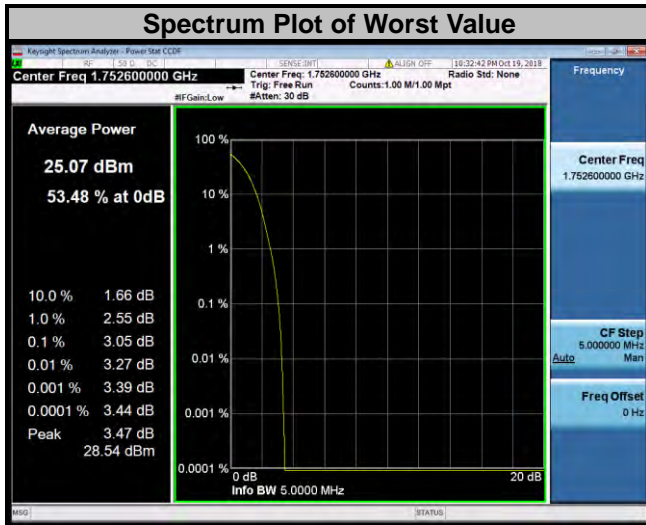 Spectrum Plot of Worst Value
Keysight Spectrum Analyzer - Power Stat CCDF
RF 50 Ω DC SENSE:INT ALIGN OFF 10:32:42 PM Oct 19, 2018
Center Freq 1.752600000 GHz
Center Freq: 1.752600000 GHz Radio Std: None
Trig: Free Run Counts:1.00 M/1.00 Mpt
#IFGain:Low #Atten: 30 dB
Frequency
Average Power
25.07 dBm
53.48 % at 0dB
10.0 % 1.66 dB
1.0 % 2.55 dB
0.1 % 3.05 dB
0.01 % 3.27 dB
0.001 % 3.39 dB
0.0001 % 3.44 dB
Peak 3.47 dB
28.54 dBm
100 %
10 %
1 %
0.1 %
0.01 %
0.001 %
0.0001 %
0 dB 20 dB
Info BW 5.0000 MHz
Center Freq
1.752600000 GHz
CF Step
5.000000 MHz
Auto Man
Freq Offset
0 Hz
MSG STATUS